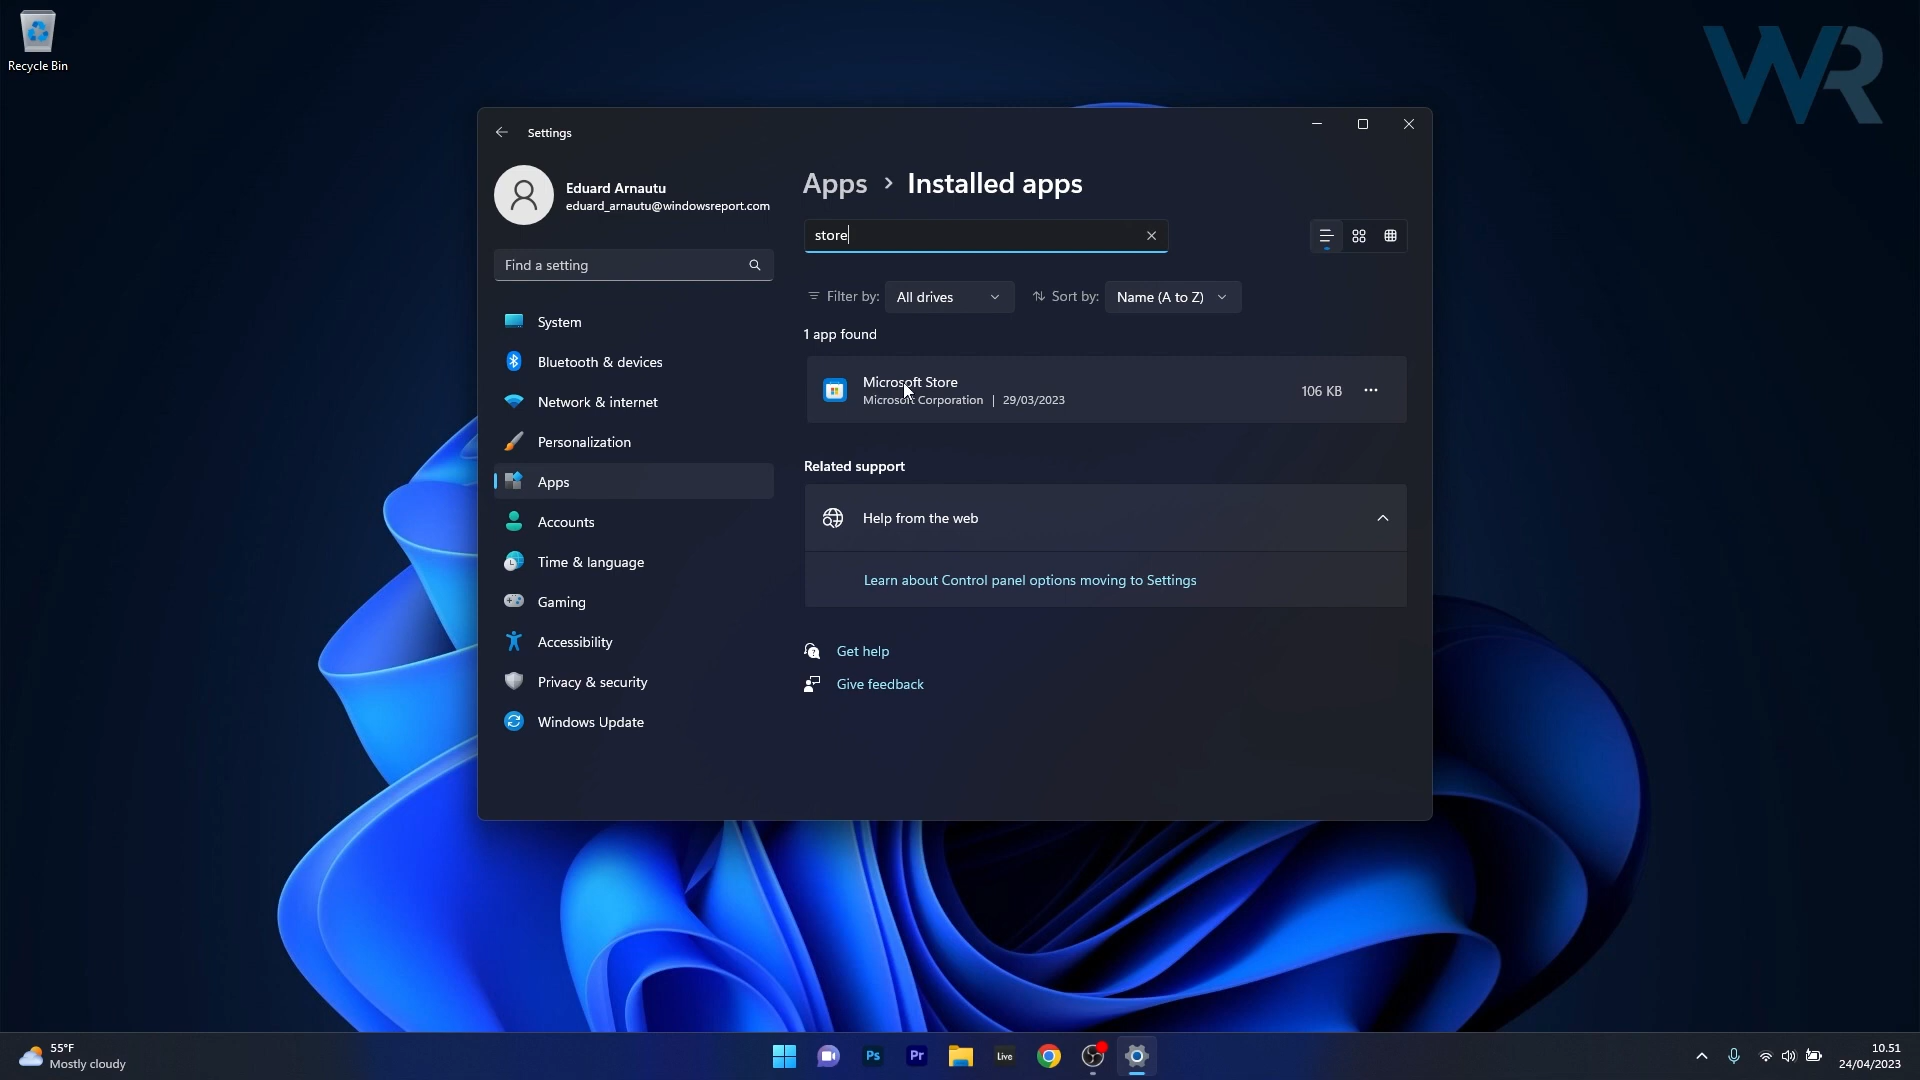 Recycle Bin
WR
Settings
Eduard Arnautu
eduard_arnautu@windowsreport.com
Find a setting
System
Bluetooth & devices
Network & internet
Personalization
Apps
Accounts
Time & language
Gaming
Accessibility
Privacy & security
Windows Update
Apps > Installed apps
store
Filter by: All drives
Sort by: Name (A to Z)
1 app found
Microsoft Store
Microsoft Corporation | 29/03/2023
106 KB
Related support
Help from the web
Learn about Control panel options moving to Settings
Get help
Give feedback
55°F
Mostly cloudy
Ps
Pr
Live
10.51
24/04/2023